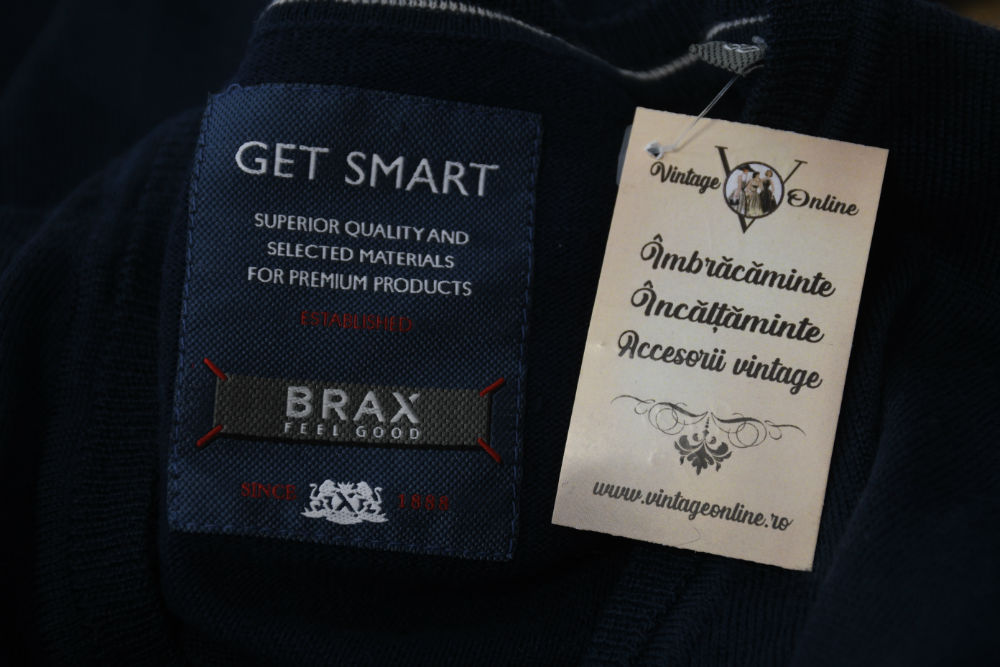 GET SMART
SUPERIOR QUALITY AND
SELECTED MATERIALS
FOR PREMIUM PRODUCTS
ESTABLISHED
BRAX
FEEL GOOD
SINCE 1888
Vintage Online
Îmbrăcăminte
Încălțăminte
Accesorii vintage
www.vintageonline.ro